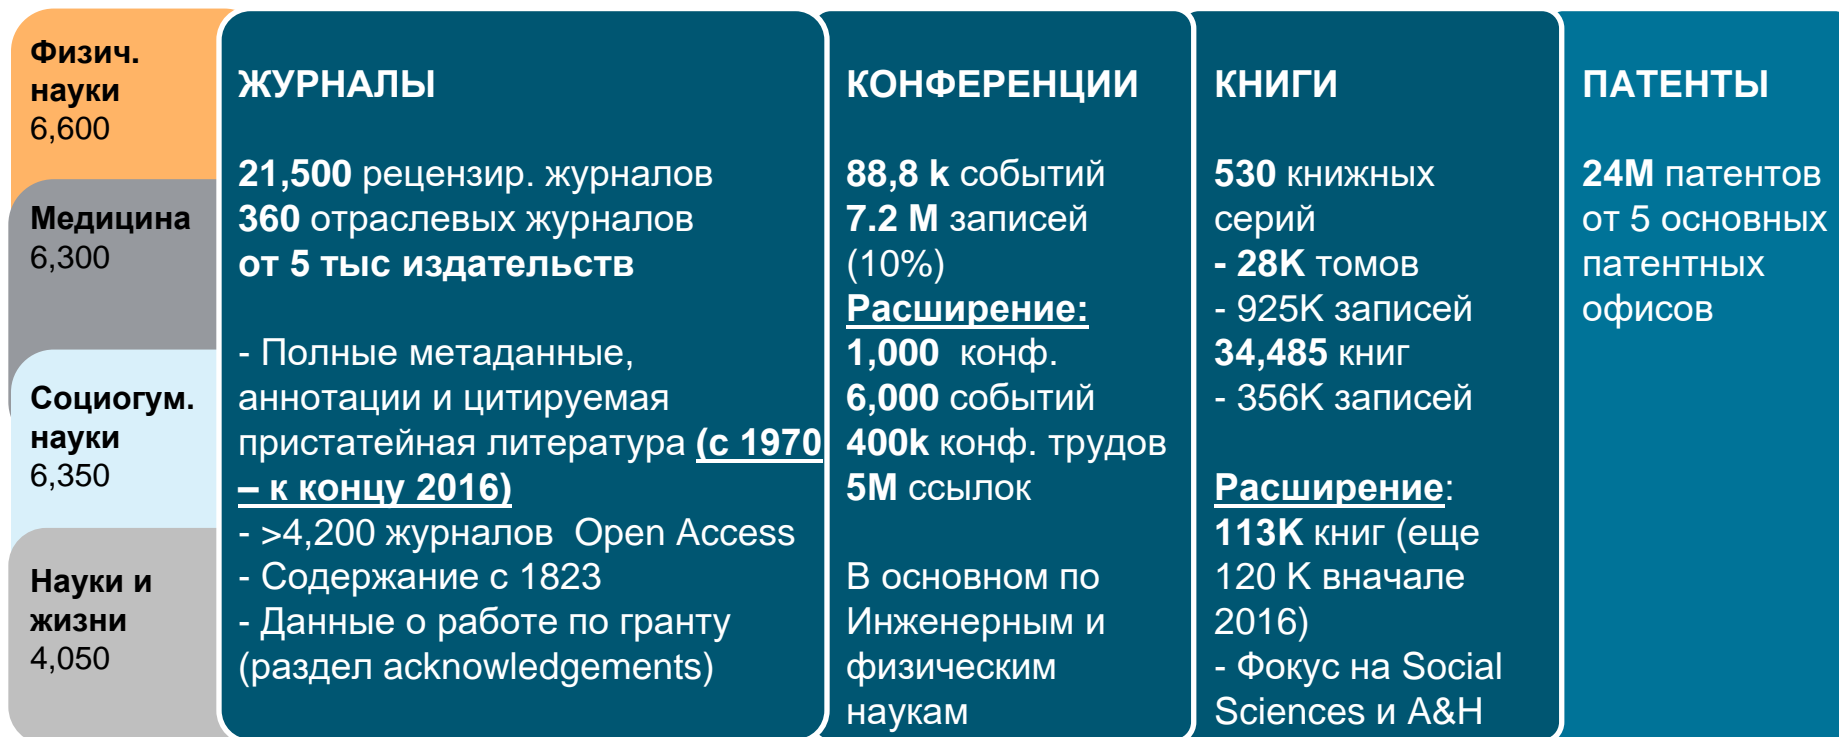 Физич.
науки
6,600
Медицина
6,300
Социогум.
науки
6,350
Науки и
жизни
4,050
ЖУРНАЛЫ
21,500 рецензир. журналов
360 отраслевых журналов
от 5 тыс издательств
- Полные метаданные,
аннотации и цитируемая
пристатейная литература (с 1970
– к концу 2016)
- >4,200 журналов  Open Access
- Содержание с 1823
- Данные о работе по гранту
(раздел acknowledgements)
КОНФЕРЕНЦИИ
88,8 k событий
7.2 M записей
(10%)
Расширение:
1,000  конф.
6,000 событий
400k конф. трудов
5M ссылок
В основном по
Инженерным и
физическим
наукам
КНИГИ
530 книжных
серий
- 28K томов
- 925K записей
34,485 книг
- 356K записей
Расширение:
113K книг (еще
120 K вначале
2016)
- Фокус на Social
Sciences и A&H
ПАТЕНТЫ
24M патентов
от 5 основных
патентных
офисов